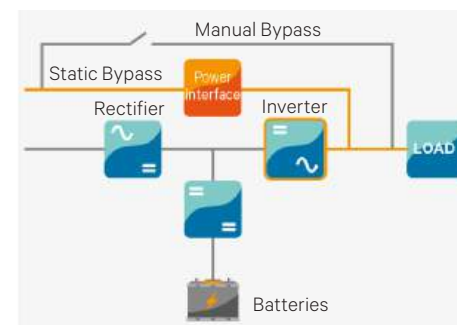 Manual Bypass
Static Bypass
Power
Interface
Rectifier
Inverter
LOAD
Batteries